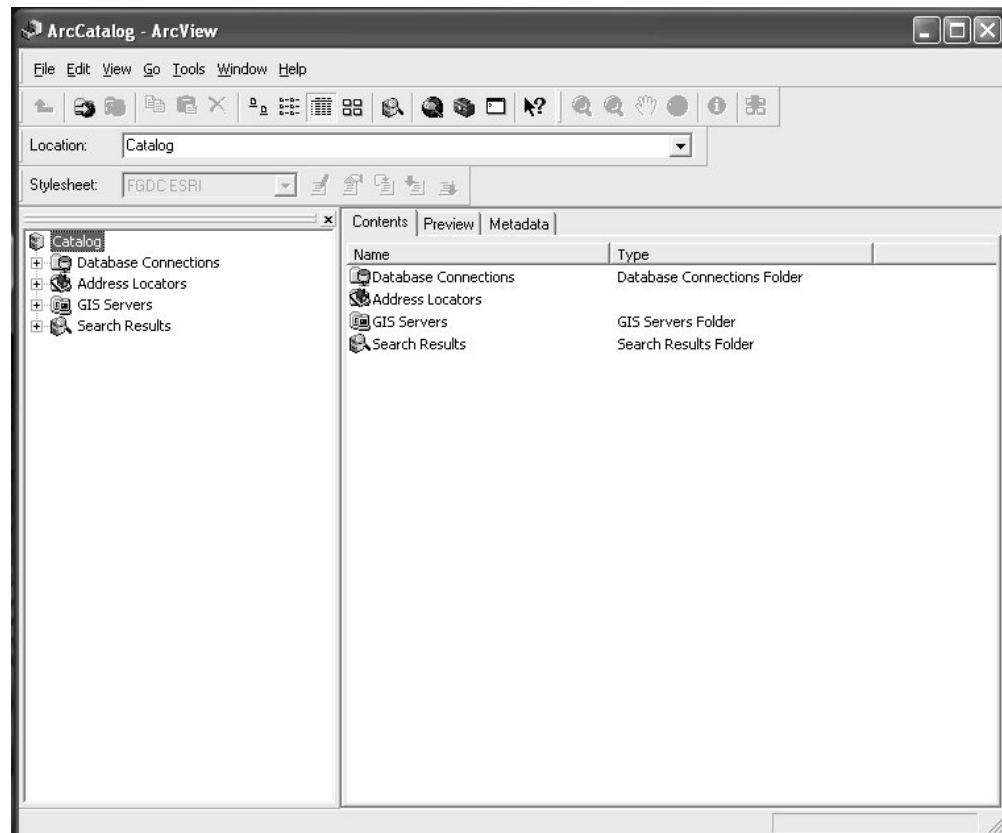 ArcCatalog - ArcView
File Edit View Go Tools Window Help
Location: Catalog
Stylesheet: FGDC ESRI
Catalog
Database Connections
Address Locators
GIS Servers
Search Results
Contents Preview Metadata
Name Type
Database Connections Database Connections Folder
Address Locators
GIS Servers GIS Servers Folder
Search Results Search Results Folder